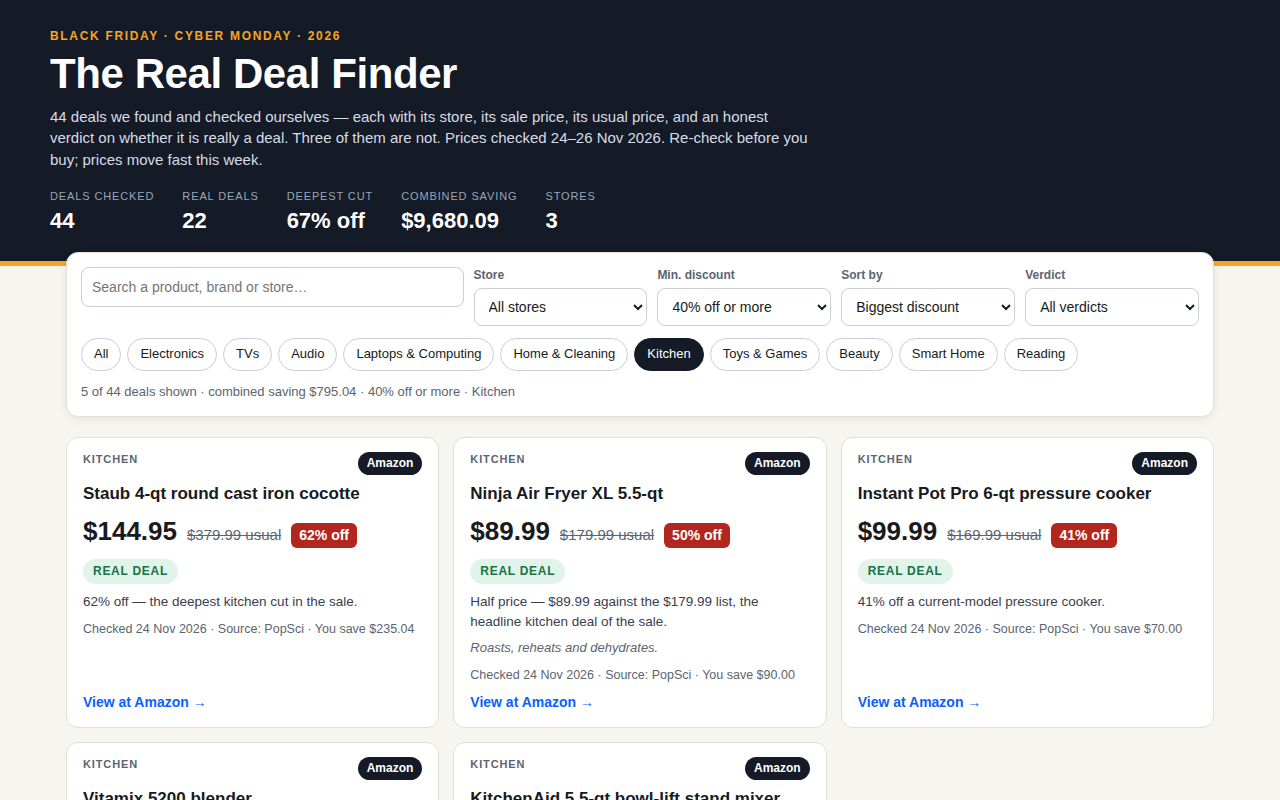 BLACK FRIDAY · CYBER MONDAY · 2026
The Real Deal Finder
44 deals we found and checked ourselves — each with its store, its sale price, its usual price, and an honest
verdict on whether it is really a deal. Three of them are not. Prices checked 24–26 Nov 2026. Re-check before you
buy; prices move fast this week.
DEALS CHECKED REAL DEALS DEEPEST CUT COMBINED SAVING STORES
44 22 67% off $9,680.09 3
Store Min. discount Sort by Verdict
Search a product, brand or store… All stores 40% off or more Biggest discount All verdicts
All Electronics TVs Audio Laptops & Computing Home & Cleaning Kitchen Toys & Games Beauty Smart Home Reading
5 of 44 deals shown · combined saving $795.04 · 40% off or more · Kitchen
KITCHEN Amazon
Staub 4-qt round cast iron cocotte
$144.95 $379.99 usual 62% off
REAL DEAL
62% off — the deepest kitchen cut in the sale.
Checked 24 Nov 2026 · Source: PopSci · You save $235.04
View at Amazon →
KITCHEN Amazon
Ninja Air Fryer XL 5.5-qt
$89.99 $179.99 usual 50% off
REAL DEAL
Half price — $89.99 against the $179.99 list, the
headline kitchen deal of the sale.
Roasts, reheats and dehydrates.
Checked 24 Nov 2026 · Source: PopSci · You save $90.00
View at Amazon →
KITCHEN Amazon
Instant Pot Pro 6-qt pressure cooker
$99.99 $169.99 usual 41% off
REAL DEAL
41% off a current-model pressure cooker.
Checked 24 Nov 2026 · Source: PopSci · You save $70.00
View at Amazon →
KITCHEN Amazon
Vitamix 5200 blender
KITCHEN Amazon
KitchenAid 5.5-qt bowl-lift stand mixer